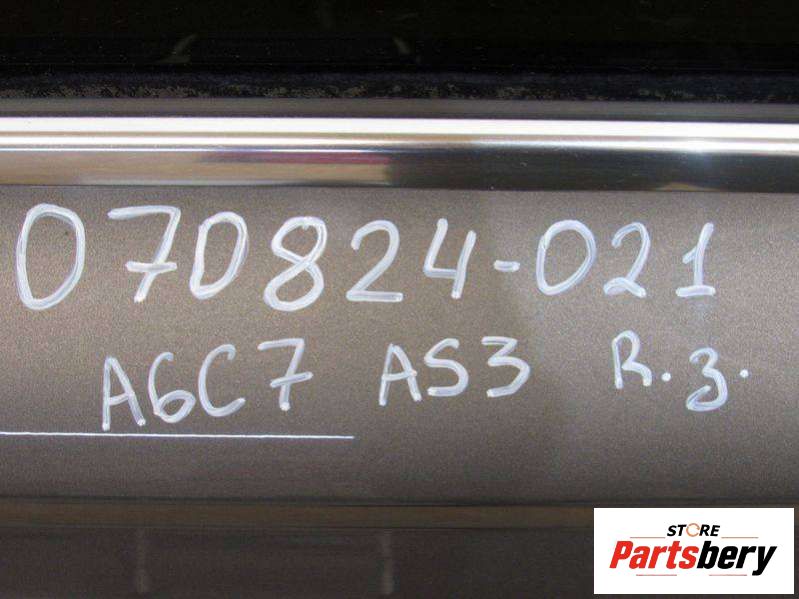 070824-021
A6C7 AS3 R.з.
STORE
Partsbery